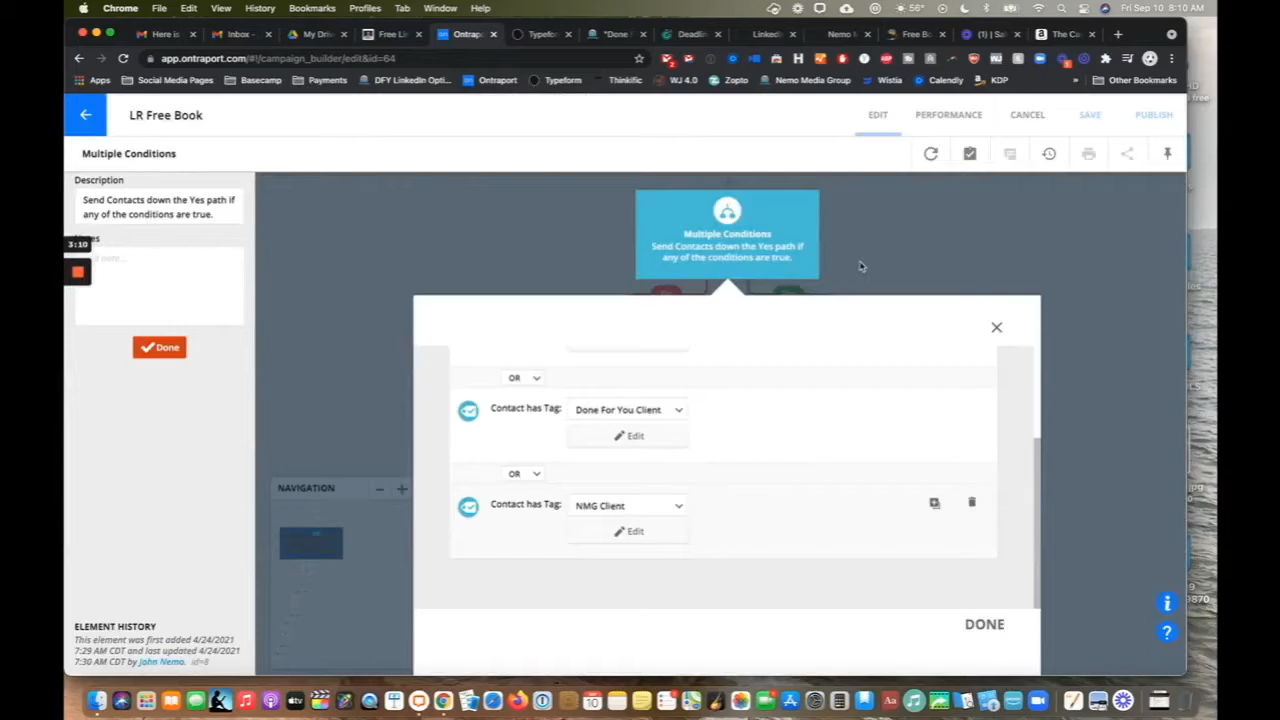 Chrome File Edit View History Bookmarks Profiles Tab Window Help 56° Fri Sep 10 8:10 AM
Here is Inbox - My Driv Free Li Ontrap Typefor *Done Deadlin LinkedIn Nemo Free Bo (1) | Sal The Ca
app.ontraport.com/#!/campaign_builder/edit&id=64
Apps Social Media Pages Basecamp Payments DFY LinkedIn Opti... Ontraport Typeform Thinkific WJ 4.0 Zopto Nemo Media Group Wistia Calendly KDP » Other Bookmarks
LR Free Book EDIT PERFORMANCE CANCEL SAVE PUBLISH
Multiple Conditions
Description
Send Contacts down the Yes path if
any of the conditions are true.
3:10
Done
Multiple Conditions
Send Contacts down the Yes path if
any of the conditions are true.
OR
Contact has Tag: Done For You Client
Edit
OR
Contact has Tag: NMG Client
Edit
DONE
NAVIGATION
ELEMENT HISTORY
This element was first added 4/24/2021
7:29 AM CDT and last updated 4/24/2021
7:30 AM CDT by John Nemo. id=8